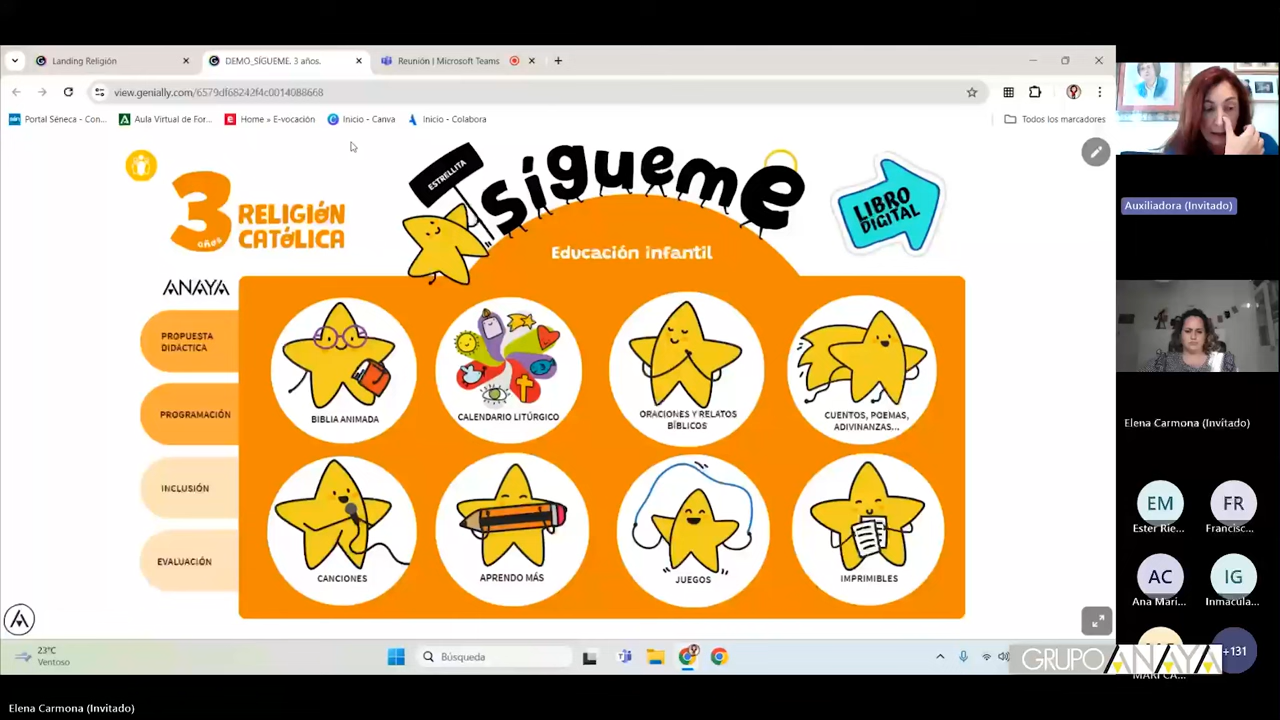 Landing Religión
DEMO_SÍGUEME. 3 años.
Reunión | Microsoft Teams
view.genially.com/6579df68242f4c0014088668
Portal Séneca - Con...
Aula Virtual de For...
Home » E-vocación
Inicio - Canva
Inicio - Colabora
Todos los marcadores
3 años
RELIGIÓN
CATÓLICA
ESTRELLITA
sígueme
Educación infantil
LIBRO
DIGITAL
ANAYA
PROPUESTA
DIDÁCTICA
PROGRAMACIÓN
INCLUSIÓN
EVALUACIÓN
BIBLIA ANIMADA
CALENDARIO LITÚRGICO
ORACIONES Y RELATOS
BÍBLICOS
CUENTOS, POEMAS,
ADIVINANZAS...
CANCIONES
APRENDO MÁS
JUEGOS
IMPRIMIBLES
23°C
Ventoso
Búsqueda
Auxiliadora (Invitado)
Elena Carmona (Invitado)
EM
FR
Ester Rie...
Francisc...
AC
IG
Ana Mari...
Inmacula...
+131
GRUPO ANAYA
Elena Carmona (Invitado)